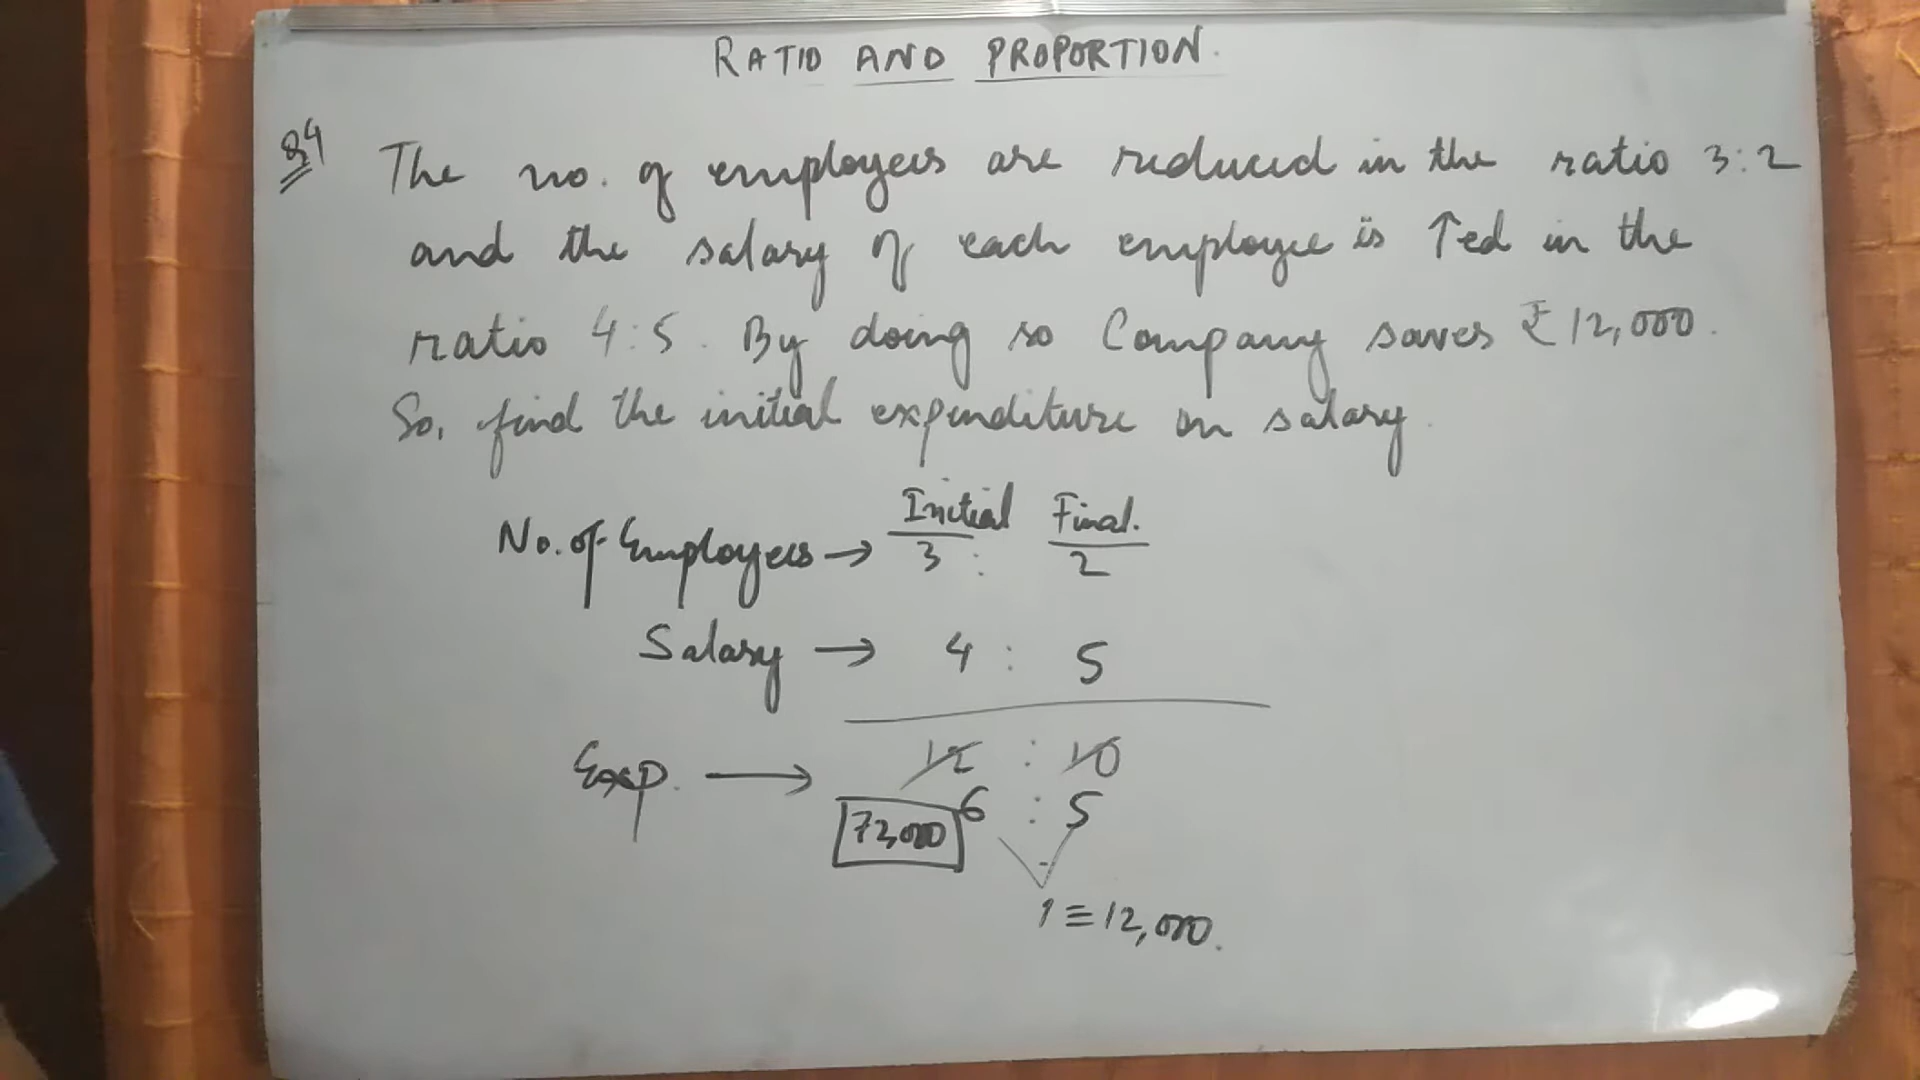 RATIO AND PROPORTION.
Q4 The no. of employees are reduced in the ratio 3:2
and the salary of each employee is ↑ed in the
ratio 4:5. By doing so Company saves ₹12,000.
So, find the initial expenditure on salary.
Initial Final.
No. of Employees → 3 : 2
Salary → 4 : 5
Exp. → 12 : 10
6 : 5
72,000
-
1 ≡ 12,000.